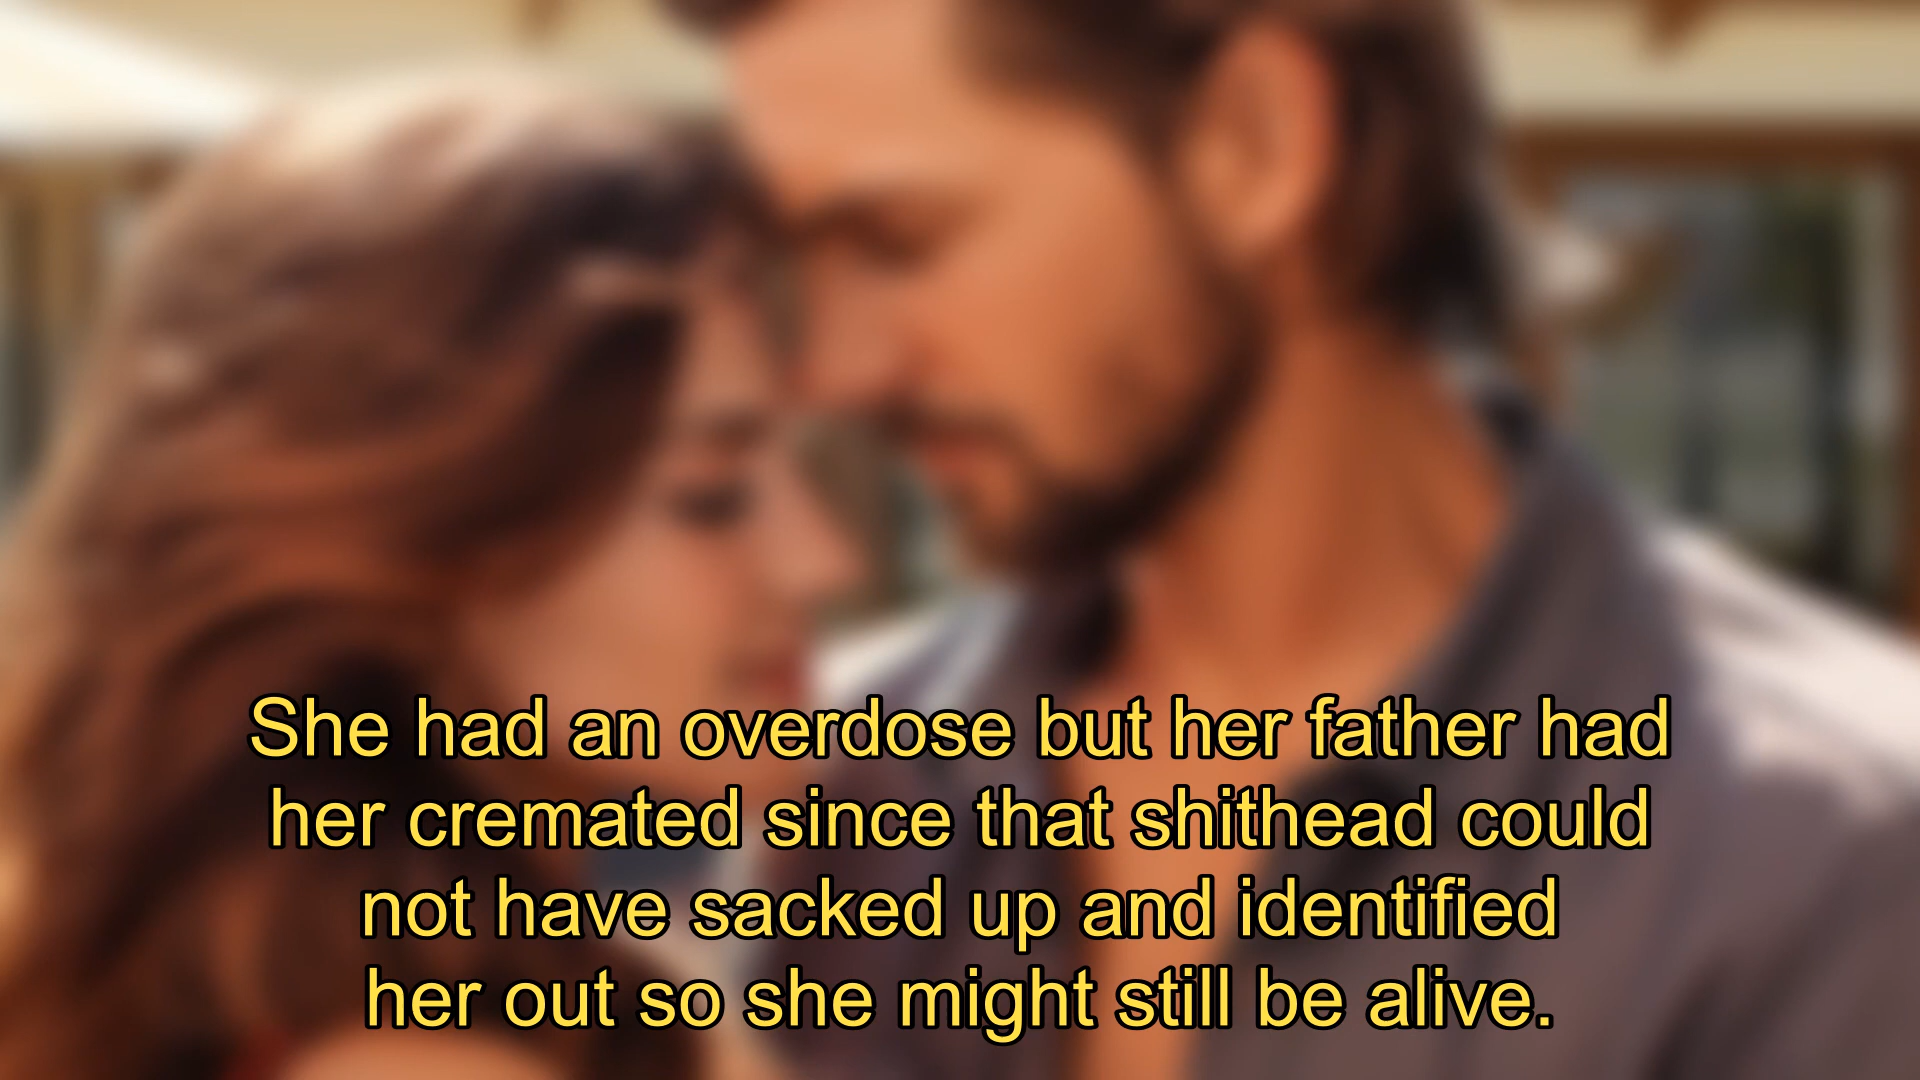 She had an overdose but her father had
her cremated since that shithead could
not have sacked up and identified
her out so she might still be alive.